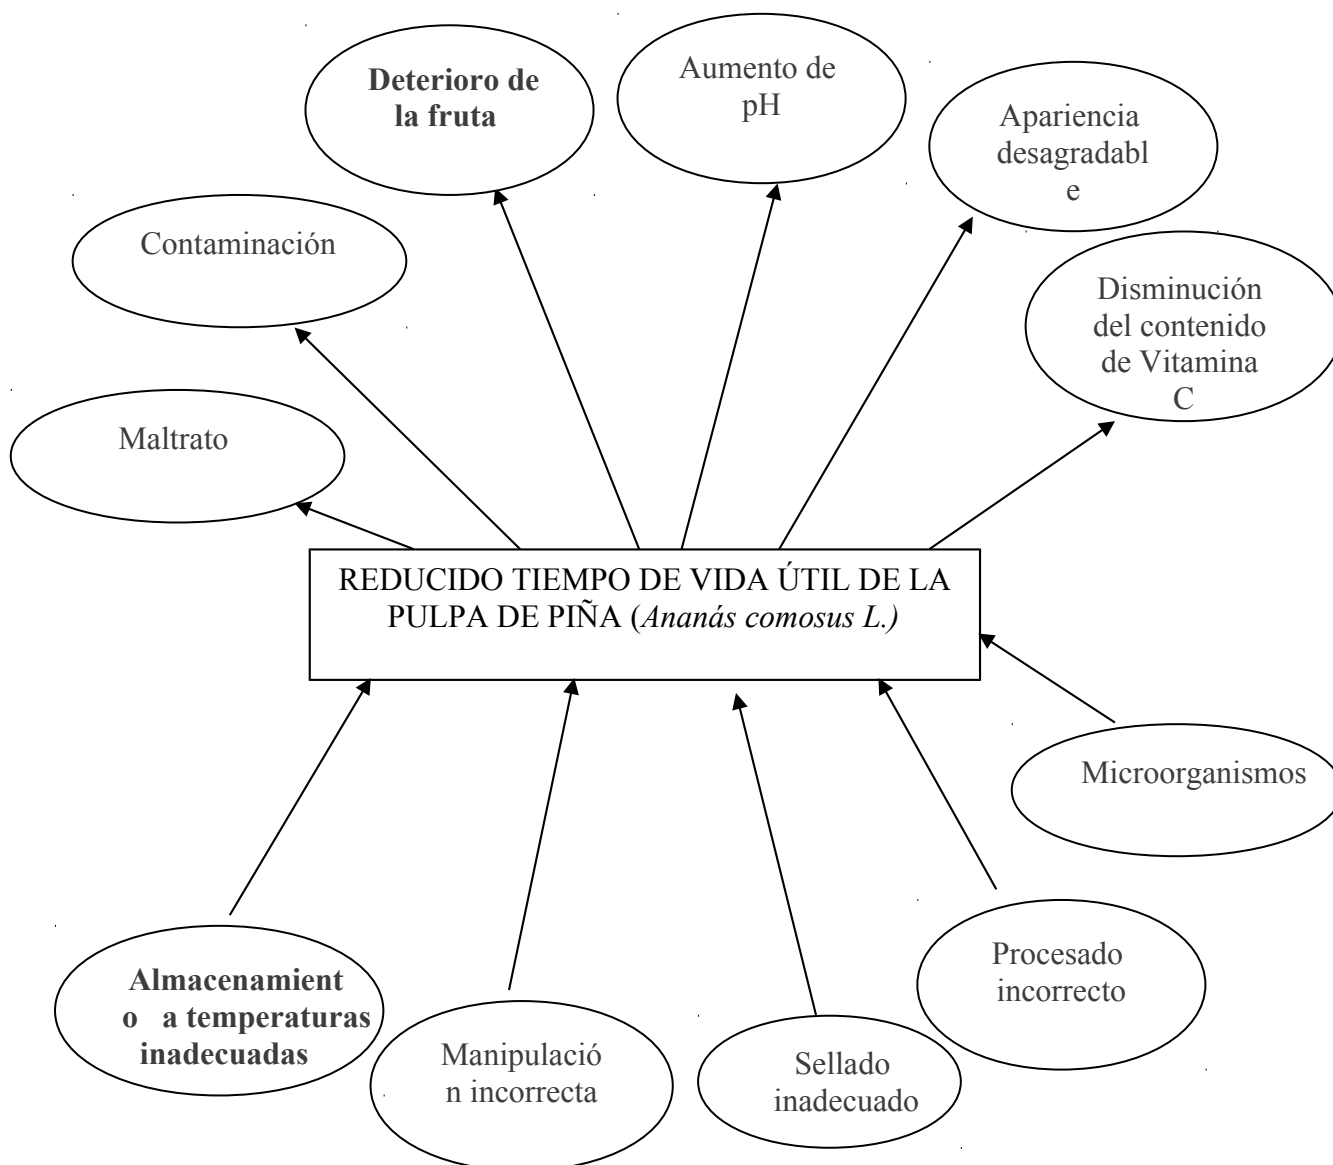 Deterioro de
la fruta
Aumento de
pH
Apariencia
desagradabl
e
Contaminación
Disminución
del contenido
de Vitamina
C
Maltrato
REDUCIDO TIEMPO DE VIDA ÚTIL DE LA
PULPA DE PIÑA (Ananás comosus L.)
Microorganismos
Procesado
incorrecto
Almacenamient
o a temperaturas
inadecuadas
Manipulació
n incorrecta
Sellado
inadecuado